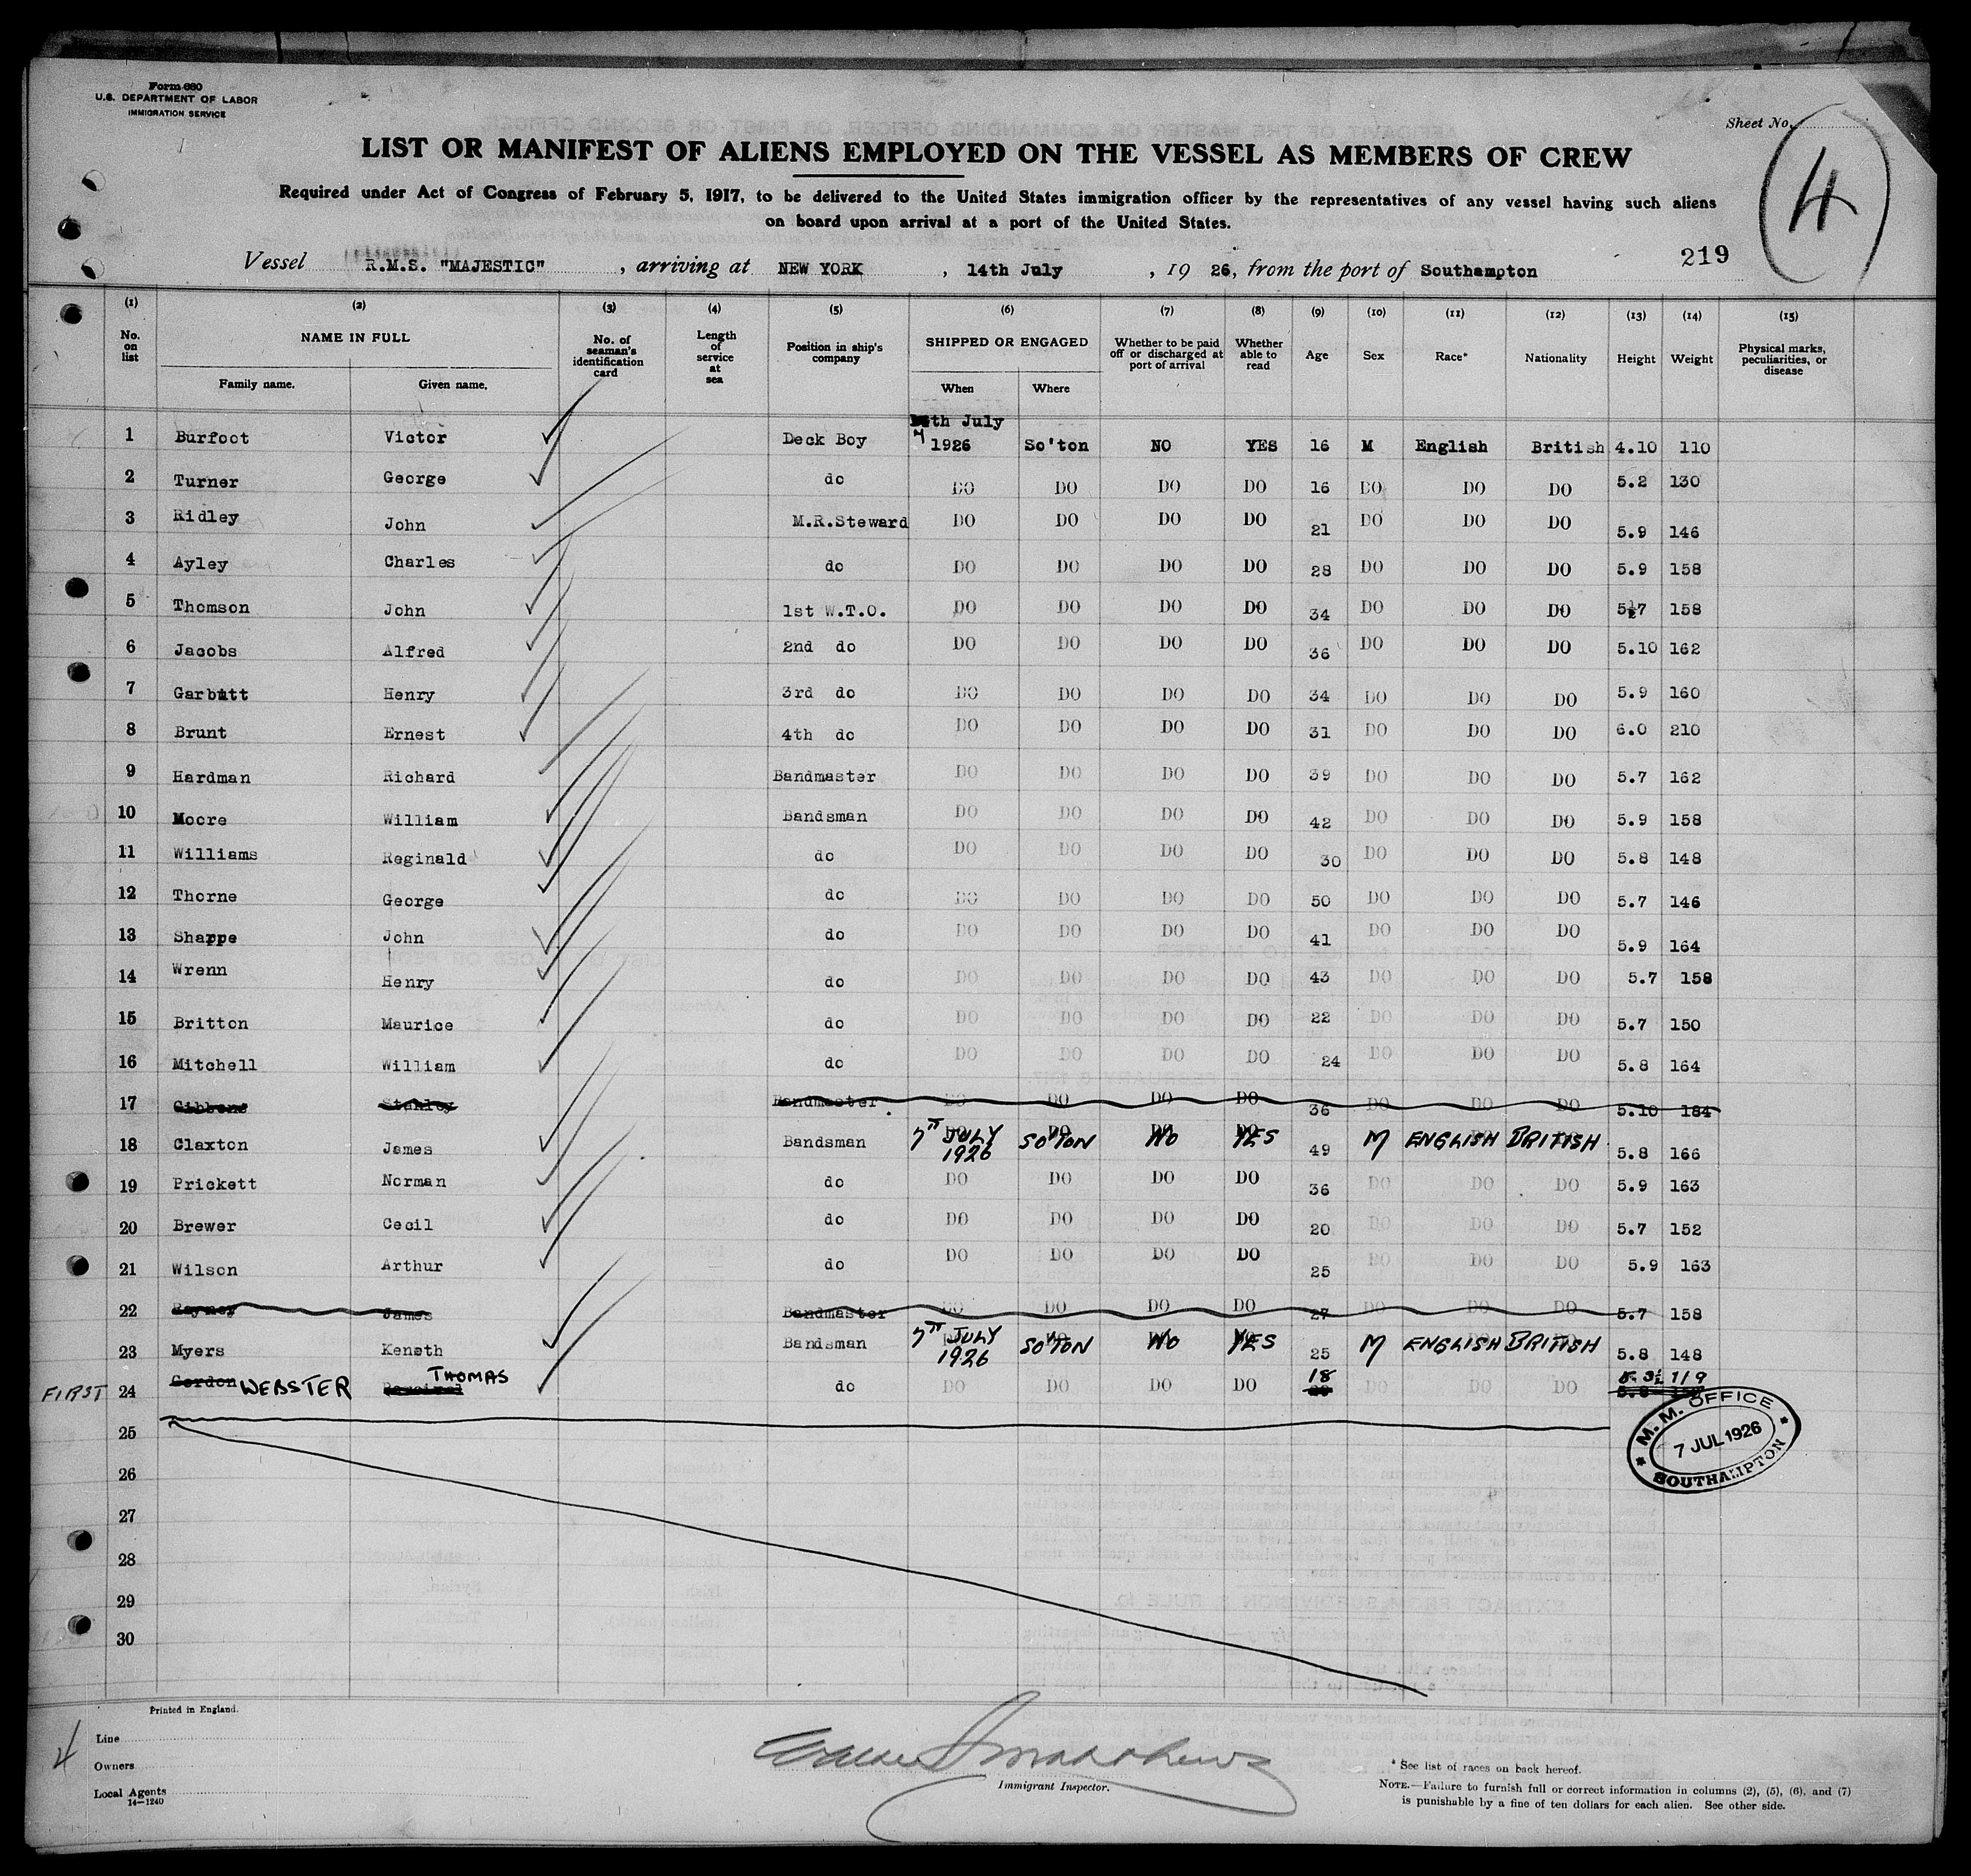 Form 680
U.S. DEPARTMENT OF LABOR
IMMIGRATION SERVICE
Sheet No.
4
LIST OR MANIFEST OF ALIENS EMPLOYED ON THE VESSEL AS MEMBERS OF CREW
Required under Act of Congress of February 5, 1917, to be delivered to the United States immigration officer by the representatives of any vessel having such aliens
on board upon arrival at a port of the United States.
219
Vessel R.M.S. "MAJESTIC", arriving at NEW YORK, 14th July, 19 26, from the port of Southampton
(1) (2) (3) (4) (5) (6) (7) (8) (9) (10) (11) (12) (13) (14) (15)
No. on list NAME IN FULL No. of seaman's identification card Length of service at sea Position in ship's company SHIPPED OR ENGAGED Whether to be paid off or discharged at port of arrival Whether able to read Age Sex Race* Nationality Height Weight Physical marks, peculiarities, or disease
Family name. Given name. When Where
1 Burfoot Victor Deck Boy 7th July 1926 So'ton NO YES 16 M English British 4.10 110
2 Turner George do DO DO DO DO 16 DO DO DO 5.2 130
3 Ridley John M.R.Steward DO DO DO DO 21 DO DO DO 5.9 146
4 Ayley Charles do DO DO DO DO 28 DO DO DO 5.9 158
5 Thomson John 1st W.T.O. DO DO DO DO 34 DO DO DO 5.7 158
6 Jacobs Alfred 2nd do DO DO DO DO 36 DO DO DO 5.10 162
7 Garbutt Henry 3rd do DO DO DO DO 34 DO DO DO 5.9 160
8 Brunt Ernest 4th do DO DO DO DO 31 DO DO DO 6.0 210
9 Hardman Richard Bandmaster DO DO DO DO 39 DO DO DO 5.7 162
10 Moore William Bandsman DO DO DO DO 42 DO DO DO 5.9 158
11 Williams Reginald do DO DO DO DO 30 DO DO DO 5.8 148
12 Thorne George do DO DO DO DO 50 DO DO DO 5.7 146
13 Sharpe John do DO DO DO DO 41 DO DO DO 5.9 164
14 Wrenn Henry do DO DO DO DO 43 DO DO DO 5.7 158
15 Britton Maurice do DO DO DO DO 22 DO DO DO 5.7 150
16 Mitchell William do DO DO DO DO 24 DO DO DO 5.8 164
17 Gibbons Stanley Bandmaster DO DO DO DO 36 DO DO DO 5.10 184
18 Claxton James Bandsman 7TH JULY 1926 SO'TON NO YES 49 M ENGLISH BRITISH 5.8 166
19 Prickett Norman do DO DO DO DO 36 DO DO DO 5.9 163
20 Brewer Cecil do DO DO DO DO 20 DO DO DO 5.7 152
21 Wilson Arthur do DO DO DO DO 25 DO DO DO 5.9 163
22 Rayner James Bandmaster DO DO DO DO 27 DO DO DO 5.7 158
23 Myers Keneth Bandsman 7TH JULY 1926 SO'TON NO YES 25 M ENGLISH BRITISH 5.8 148
FIRST 24 Gordon WEBSTER Percival THOMAS do DO DO DO DO 18 DO DO DO 5.3½ 119
25
26
27
28
29
30
M. M. OFFICE
7 JUL 1926
SOUTHAMPTON
Printed in England.
4
Line
Owners
Local Agents
14—1240
Immigrant Inspector.
* See list of races on back hereof.
NOTE.—Failure to furnish full or correct information in columns (2), (5), (6), and (7)
is punishable by a fine of ten dollars for each alien. See other side.